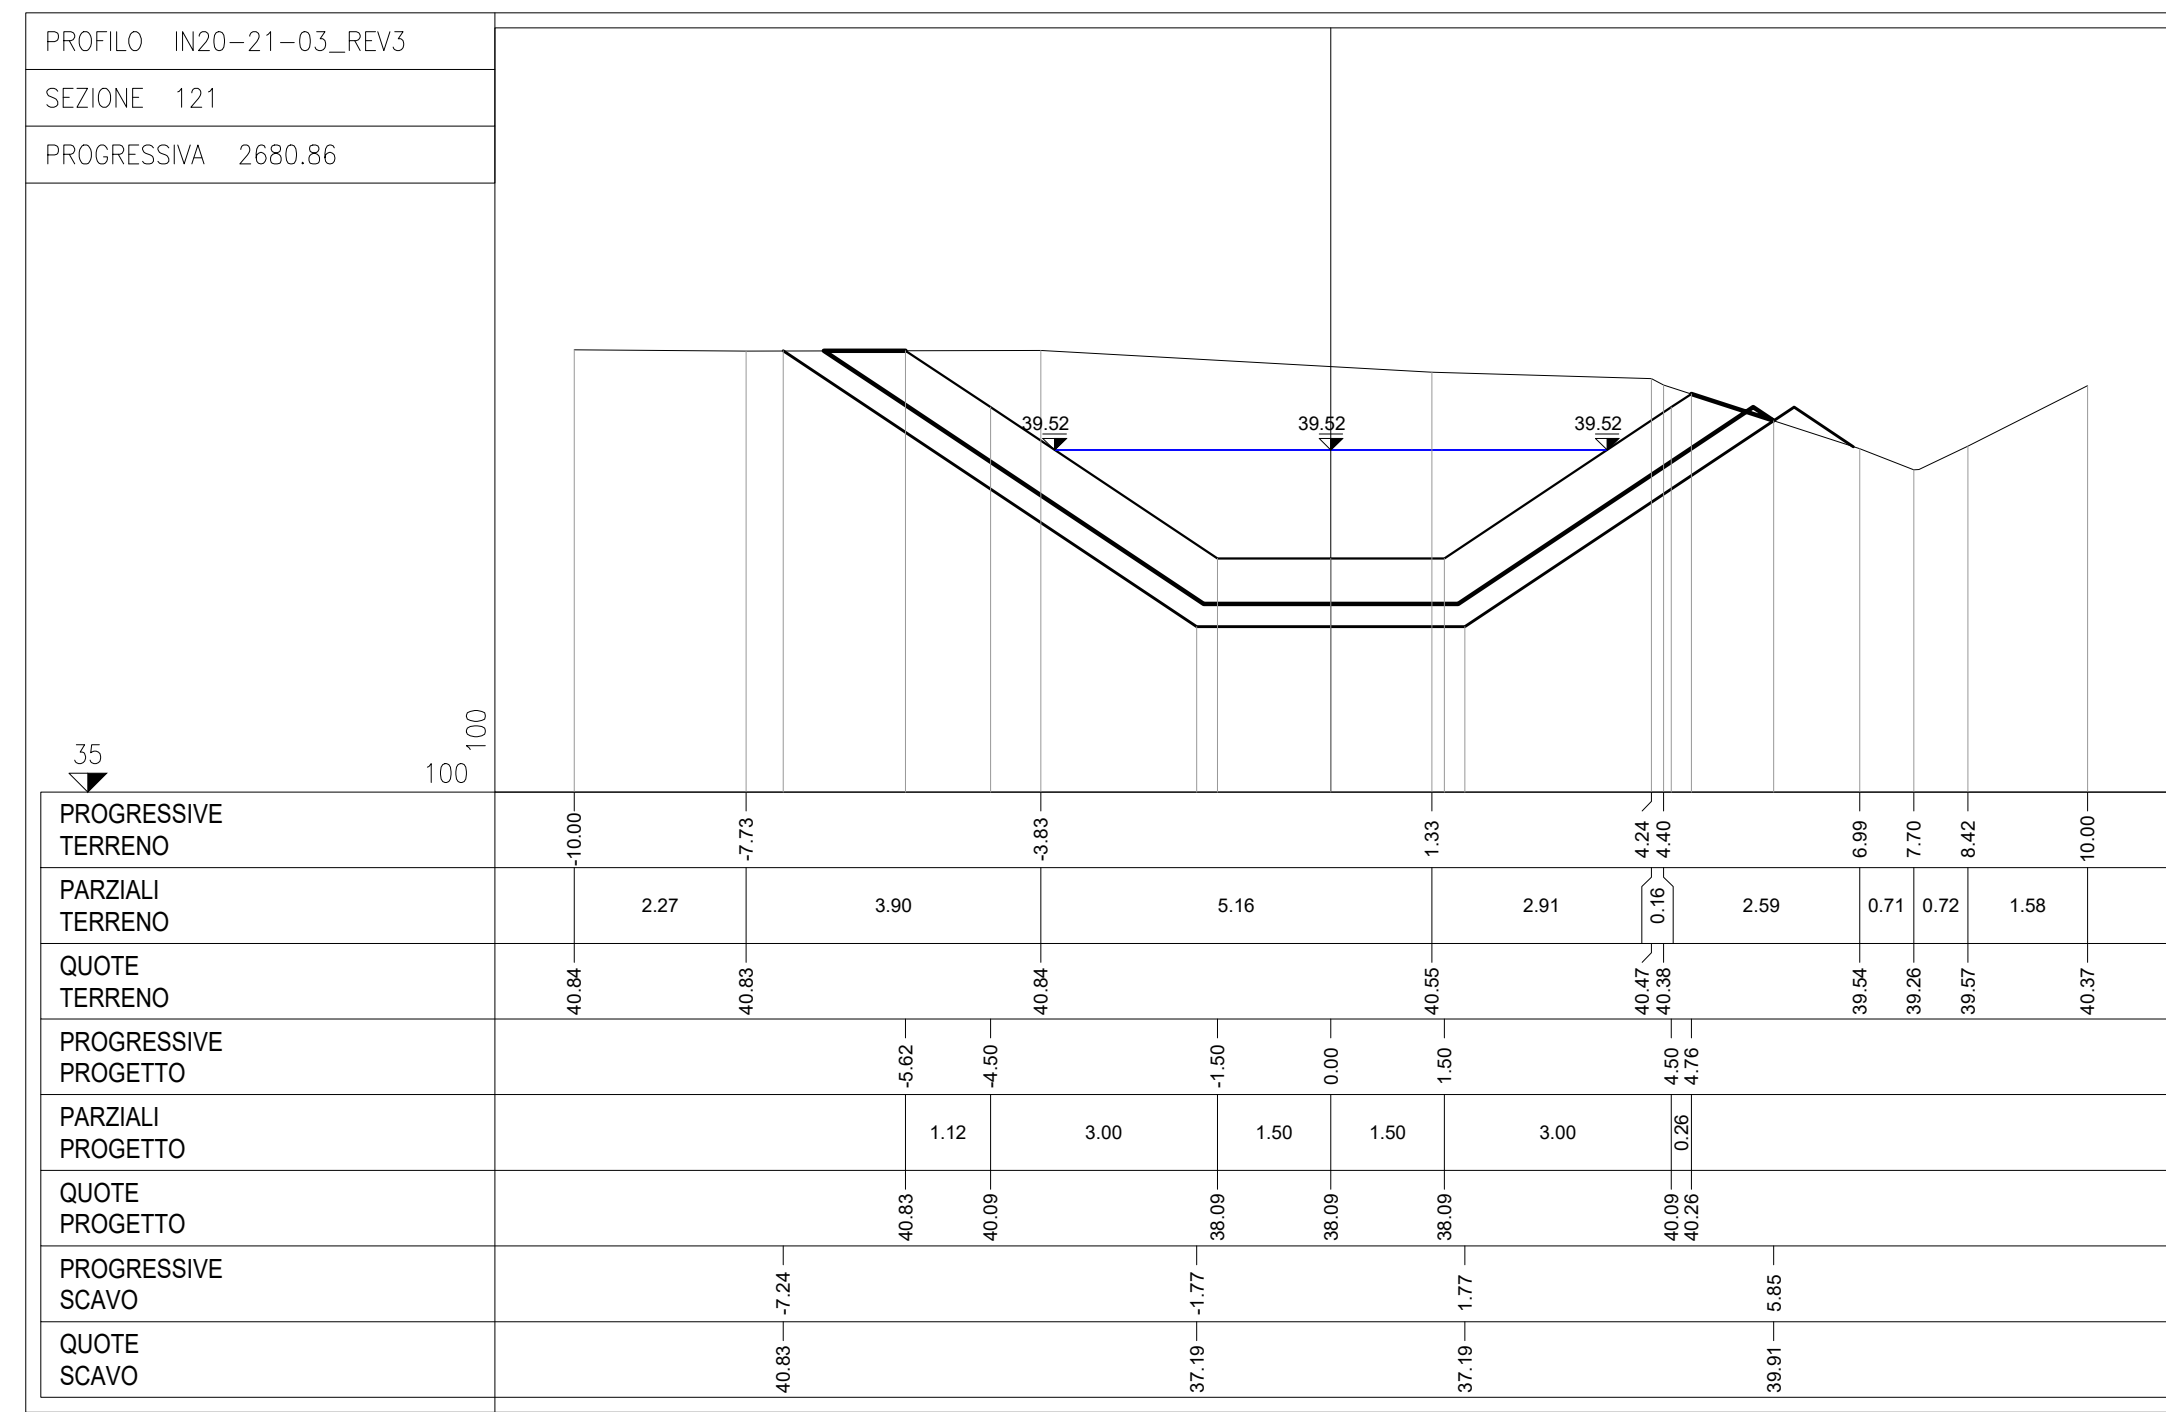 PROFILO IN20-21-03_REV3
SEZIONE 121
PROGRESSIVA 2680.86
39.52 39.52 39.52
35
100
100
PROGRESSIVE
TERRENO
-10.00 -7.73 -3.83 1.33 4.24 4.40 6.99 7.70 8.42 10.00
PARZIALI
TERRENO
2.27 3.90 5.16 2.91 0.16 2.59 0.71 0.72 1.58
QUOTE
TERRENO
40.84 40.83 40.84 40.55 40.47 40.38 39.54 39.26 39.57 40.37
PROGRESSIVE
PROGETTO
-5.62 -4.50 -1.50 0.00 1.50 4.50 4.76
PARZIALI
PROGETTO
1.12 3.00 1.50 1.50 3.00 0.26
QUOTE
PROGETTO
40.83 40.09 38.09 38.09 38.09 40.09 40.26
PROGRESSIVE
SCAVO
-7.24 -1.77 1.77 5.85
QUOTE
SCAVO
40.83 37.19 37.19 39.91